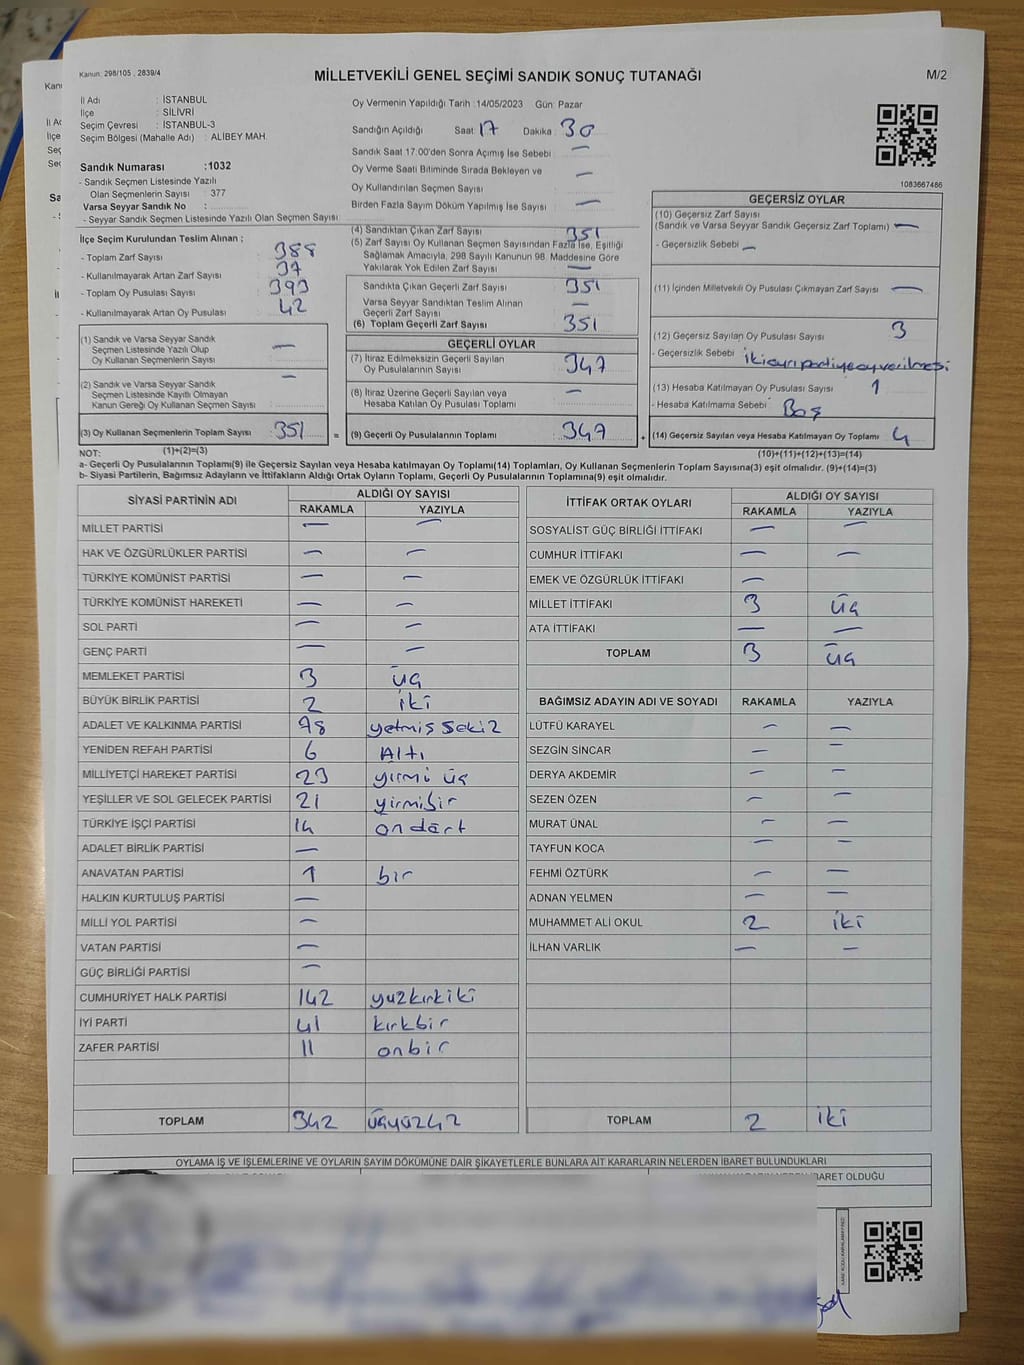 Kanun: 298/105 , 2839/4
MİLLETVEKİLİ GENEL SEÇİMİ SANDIK SONUÇ TUTANAĞI
M/2
İl Adı : İSTANBUL
İlçe : SİLİVRİ
Seçim Çevresi : İSTANBUL-3
Seçim Bölgesi (Mahalle Adı) : ALİBEY MAH.
Sandık Numarası :1032
- Sandık Seçmen Listesinde Yazılı
Olan Seçmenlerin Sayısı : 377
Varsa Seyyar Sandık No :
- Seyyar Sandık Seçmen Listesinde Yazılı Olan Seçmen Sayısı:
Oy Vermenin Yapıldığı Tarih :14/05/2023 Gün: Pazar
Sandığın Açıldığı Saat: 17 Dakika : 30
Sandık Saat 17:00'den Sonra Açımış İse Sebebi : —
Oy Verme Saati Bitiminde Sırada Bekleyen ve
Oy Kullandırılan Seçmen Sayısı : —
Birden Fazla Sayım Döküm Yapılmış İse Sayısı : —
1083667486
İlçe Seçim Kurulundan Teslim Alınan :
- Toplam Zarf Sayısı : 388
- Kullanılmayarak Artan Zarf Sayısı : 37
- Toplam Oy Pusulası Sayısı : 393
- Kullanılmayarak Artan Oy Pusulası : 42
(4) Sandıktan Çıkan Zarf Sayısı : 351
(5) Zarf Sayısı Oy Kullanan Seçmen Sayısından Fazla İse, Eşitliği
Sağlamak Amacıyla, 298 Sayılı Kanunun 98. Maddesine Göre
Yakılarak Yok Edilen Zarf Sayısı : —
Sandıkta Çıkan Geçerli Zarf Sayısı : 351
Varsa Seyyar Sandıktan Teslim Alınan
Geçerli Zarf Sayısı : —
(6) Toplam Geçerli Zarf Sayısı : 351
GEÇERSİZ OYLAR
(10) Geçersiz Zarf Sayısı
(Sandık ve Varsa Seyyar Sandık Geçersiz Zarf Toplamı) : —
- Geçersizlik Sebebi : —
(11) İçinden Milletvekili Oy Pusulası Çıkmayan Zarf Sayısı : —
(12) Geçersiz Sayılan Oy Pusulası Sayısı : 3
- Geçersizlik Sebebi : iki ayrı partiye oy verilmesi
(13) Hesaba Katılmayan Oy Pusulası Sayısı : 1
- Hesaba Katılmama Sebebi : Boş
(14) Geçersiz Sayılan veya Hesaba Katılmayan Oy Toplamı : 4
(10)+(11)+(12)+(13)=(14)
(1) Sandık ve Varsa Seyyar Sandık
Seçmen Listesinde Yazılı Olup
Oy Kullanan Seçmenlerin Sayısı : —
(2) Sandık ve Varsa Seyyar Sandık
Seçmen Listesinde Kayıtlı Olmayan
Kanun Gereği Oy Kullanan Seçmen Sayısı : —
(3) Oy Kullanan Seçmenlerin Toplam Sayısı : 351
(1)+(2)=(3)
GEÇERLİ OYLAR
(7) İtiraz Edilmeksizin Geçerli Sayılan
Oy Pusulalarının Sayısı : 347
(8) İtiraz Üzerine Geçerli Sayılan veya
Hesaba Katılan Oy Pusulası Toplamı : —
(9) Geçerli Oy Pusulalarının Toplamı : 347
NOT:
a- Geçerli Oy Pusulalarının Toplamı(9) ile Geçersiz Sayılan veya Hesaba katılmayan Oy Toplamı(14) Toplamları, Oy Kullanan Seçmenlerin Toplam Sayısına(3) eşit olmalıdır. (9)+(14)=(3)
b- Siyasi Partilerin, Bağımsız Adayların ve İttifakların Aldığı Ortak Oyların Toplamı, Geçerli Oy Pusulalarının Toplamına(9) eşit olmalıdır.
SİYASİ PARTİNİN ADI ALDIĞI OY SAYISI
RAKAMLA YAZIYLA
MİLLET PARTİSİ — —
HAK VE ÖZGÜRLÜKLER PARTİSİ — —
TÜRKİYE KOMÜNİST PARTİSİ — —
TÜRKİYE KOMÜNİST HAREKETİ — —
SOL PARTİ — —
GENÇ PARTİ — —
MEMLEKET PARTİSİ 3 üç
BÜYÜK BİRLİK PARTİSİ 2 iki
ADALET VE KALKINMA PARTİSİ 78 yetmiş sekiz
YENİDEN REFAH PARTİSİ 6 Altı
MİLLİYETÇİ HAREKET PARTİSİ 23 yirmi üç
YEŞİLLER VE SOL GELECEK PARTİSİ 21 yirmibir
TÜRKİYE İŞÇİ PARTİSİ 14 on dört
ADALET BİRLİK PARTİSİ —
ANAVATAN PARTİSİ 1 bir
HALKIN KURTULUŞ PARTİSİ —
MİLLİ YOL PARTİSİ —
VATAN PARTİSİ —
GÜÇ BİRLİĞİ PARTİSİ —
CUMHURİYET HALK PARTİSİ 142 yüzkırkiki
İYİ PARTİ 41 kırkbir
ZAFER PARTİSİ 11 onbir
TOPLAM 342 üçyüz42
İTTİFAK ORTAK OYLARI ALDIĞI OY SAYISI
RAKAMLA YAZIYLA
SOSYALİST GÜÇ BİRLİĞİ İTTİFAKI — —
CUMHUR İTTİFAKI — —
EMEK VE ÖZGÜRLÜK İTTİFAKI —
MİLLET İTTİFAKI 3 üç
ATA İTTİFAKI — —
TOPLAM 3 üç
BAĞIMSIZ ADAYIN ADI VE SOYADI RAKAMLA YAZIYLA
LÜTFÜ KARAYEL — —
SEZGİN SİNCAR — —
DERYA AKDEMİR — —
SEZEN ÖZEN — —
MURAT ÜNAL — —
TAYFUN KOCA — —
FEHMİ ÖZTÜRK — —
ADNAN YELMEN — —
MUHAMMET ALİ OKUL 2 iki
İLHAN VARLIK — —
TOPLAM 2 iki
OYLAMA İŞ VE İŞLEMLERİNE VE OYLARIN SAYIM DÖKÜMÜNE DAİR ŞİKAYETLERLE BUNLARA AİT KARARLARIN NELERDEN İBARET BULUNDUKLARI
İBARET OLDUĞU